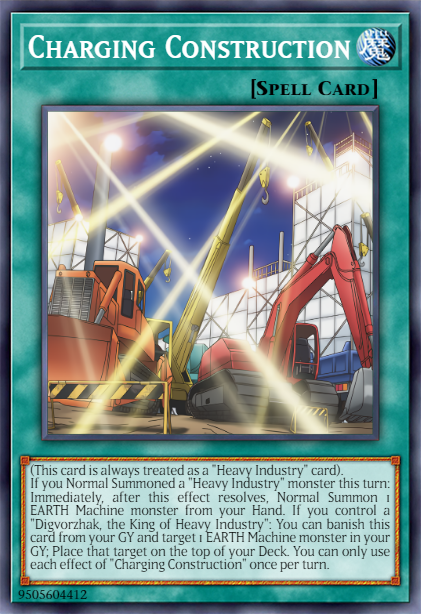 CHARGING CONSTRUCTION 魔
[SPELL CARD]
(This card is always treated as a "Heavy Industry" card).
If you Normal Summoned a "Heavy Industry" monster this turn:
Immediately, after this effect resolves, Normal Summon 1
EARTH Machine monster from your Hand. If you control a
"Digvorzhak, the King of Heavy Industry": You can banish this
card from your GY and target 1 EARTH Machine monster in your
GY; Place that target on the top of your Deck. You can only use
each effect of "Charging Construction" once per turn.
9505604412